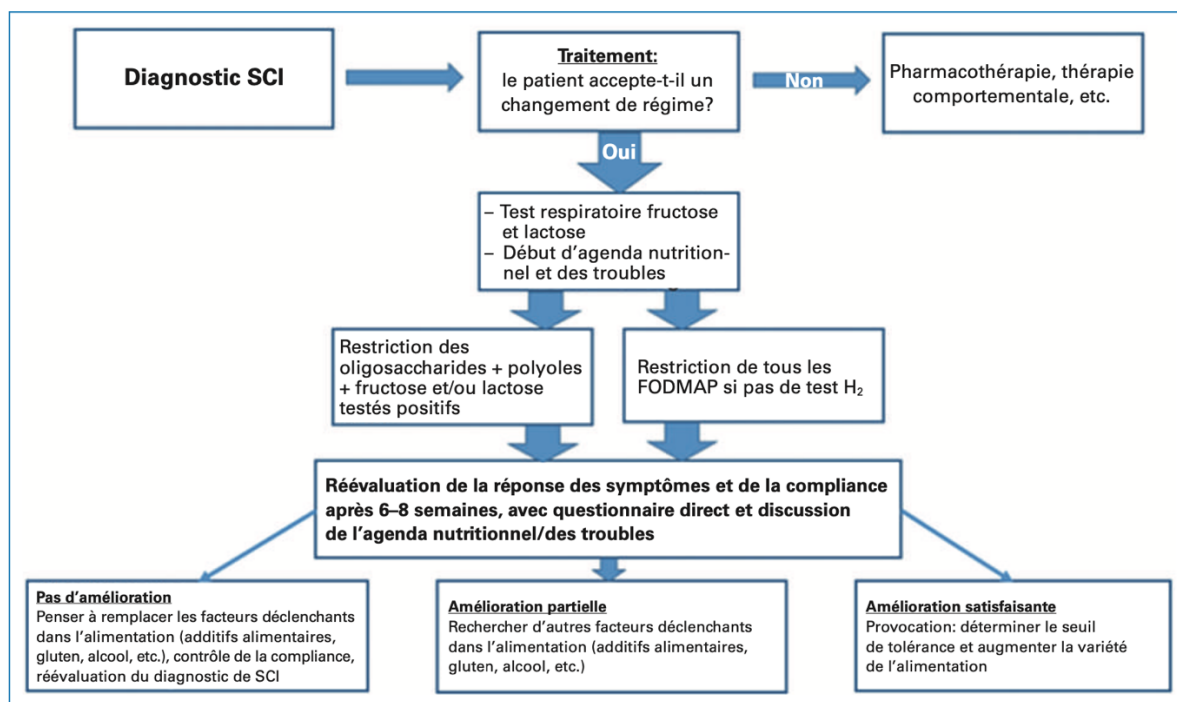 Diagnostic SCI
Traitement:
le patient accepte-t-il un
changement de régime?
Non
Pharmacothérapie, thérapie
comportementale, etc.
Oui
– Test respiratoire fructose
et lactose
– Début d’agenda nutrition-
nel et des troubles
Restriction des
oligosaccharides + polyoles
+ fructose et/ou lactose
testés positifs
Restriction de tous les
FODMAP si pas de test H₂
Réévaluation de la réponse des symptômes et de la compliance
après 6–8 semaines, avec questionnaire direct et discussion
de l’agenda nutritionnel/des troubles
Pas d’amélioration
Penser à remplacer les facteurs déclenchants
dans l’alimentation (additifs alimentaires,
gluten, alcool, etc.), contrôle de la compliance,
réévaluation du diagnostic de SCI
Amélioration partielle
Rechercher d’autres facteurs déclenchants
dans l’alimentation (additifs alimentaires,
gluten, alcool, etc.)
Amélioration satisfaisante
Provocation: déterminer le seuil
de tolérance et augmenter la variété
de l’alimentation